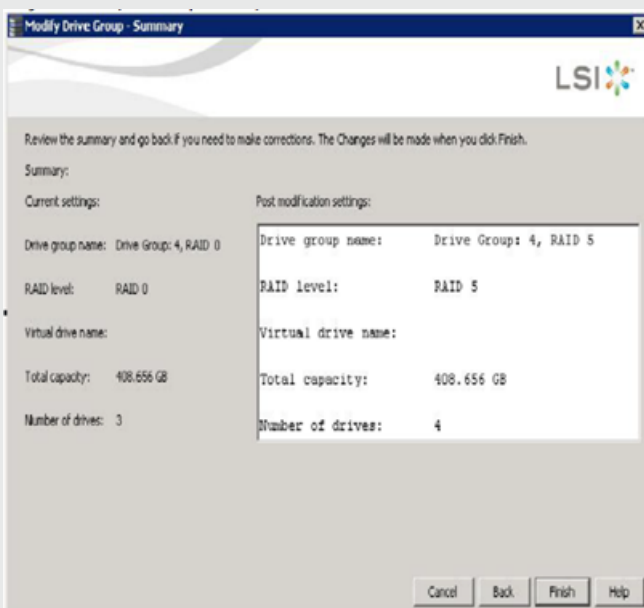 Modify Drive Group - Summary
LSI
Review the summary and go back if you need to make corrections. The Changes will be made when you click Finish.
Summary:
Current settings:
Post modification settings:
Drive group name: Drive Group: 4, RAID 0
RAID level: RAID 0
Virtual drive name:
Total capacity: 408.656 GB
Number of drives: 3
Drive group name: Drive Group: 4, RAID 5
RAID level: RAID 5
Virtual drive name:
Total capacity: 408.656 GB
Number of drives: 4
Cancel
Back
Finish
Help